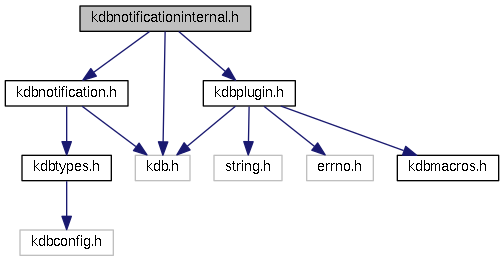 kdbnotificationinternal.h
kdbnotification.h
kdbplugin.h
kdbtypes.h
kdb.h
string.h
errno.h
kdbmacros.h
kdbconfig.h